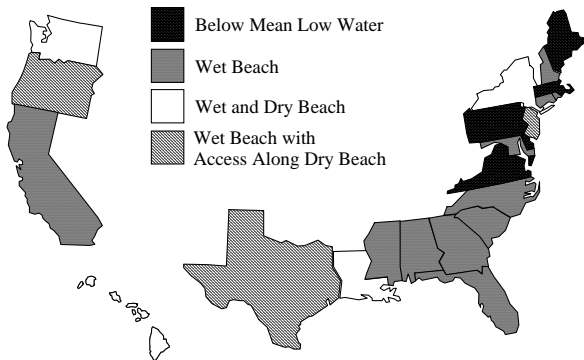 Below Mean Low Water
Wet Beach
Wet and Dry Beach
Wet Beach with
Access Along Dry Beach